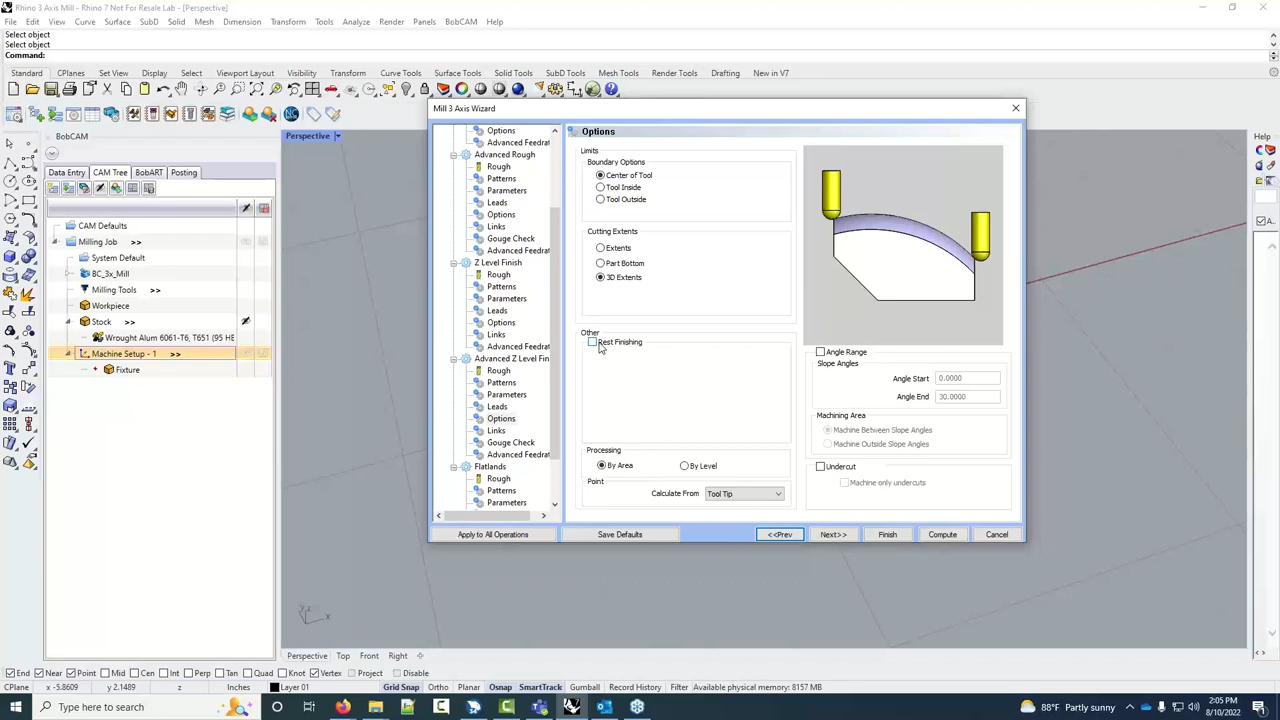 Rhino 3 Axis Mill - Rhino 7 Not For Resale Lab - [Perspective]
File Edit View Curve Surface SubD Solid Mesh Dimension Transform Tools Analyze Render Panels BobCAM Help
Select object
Select object
Command:
Standard CPlanes Set View Display Select Viewport Layout Visibility Transform Curve Tools Surface Tools Solid Tools SubD Tools Mesh Tools Render Tools Drafting New in V7
BobCAM
Data Entry CAM Tree BobART Posting
CAM Defaults
Milling Job >>
System Default
BC_3x_Mill
Milling Tools >>
Workpiece
Stock >>
Wrought Alum 6061-T6, T651 (95 HE
Machine Setup - 1 >>
Fixture
Perspective
Mill 3 Axis Wizard
Options
Advanced Feedrat
Advanced Rough
Rough
Patterns
Parameters
Leads
Options
Links
Gouge Check
Advanced Feedrat
Z Level Finish
Rough
Patterns
Parameters
Leads
Options
Links
Advanced Feedrat
Advanced Z Level Fin
Rough
Patterns
Parameters
Leads
Options
Links
Gouge Check
Advanced Feedrat
Flatlands
Rough
Patterns
Parameters
Options
Limits
Boundary Options
Center of Tool
Tool Inside
Tool Outside
Cutting Extents
Extents
Part Bottom
3D Extents
Other
Rest Finishing
Processing
By Area By Level
Point
Calculate From Tool Tip
Angle Range
Slope Angles
Angle Start 0.0000
Angle End 30.0000
Machining Area
Machine Between Slope Angles
Machine Outside Slope Angles
Undercut
Machine only undercuts
Apply to All Operations Save Defaults <<Prev Next>> Finish Compute Cancel
Help
A..
z y x
Perspective Top Front Right
End Near Point Mid Cen Int Perp Tan Quad Knot Vertex Project Disable
CPlane x -5.8609 y 2.1489 z Inches Layer 01 Grid Snap Ortho Planar Osnap SmartTrack Gumball Record History Filter Available physical memory: 8157 MB
Type here to search
88°F Partly sunny
2:05 PM
8/10/2022